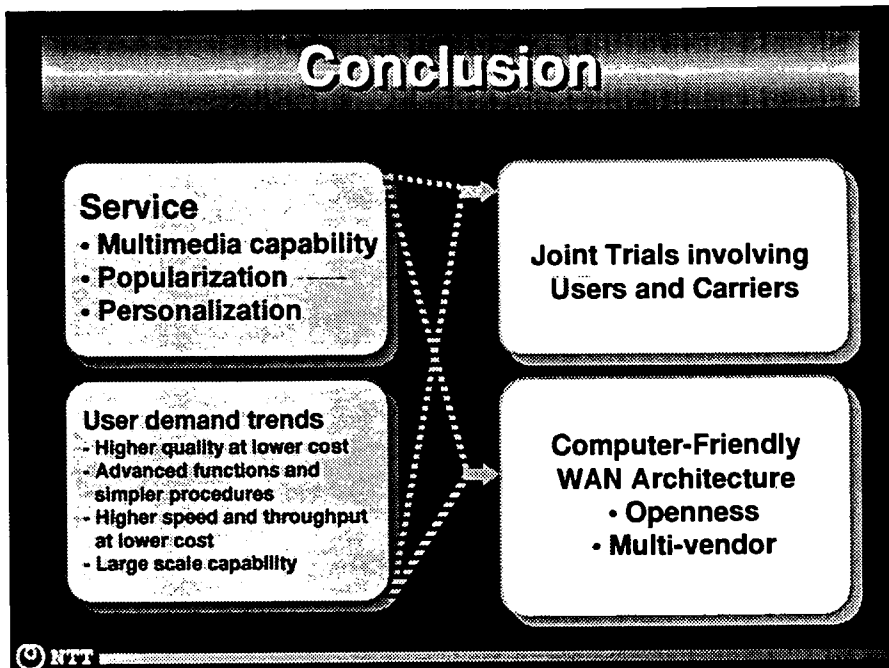 Conclusion
Service
• Multimedia capability
• Popularization
• Personalization
User demand trends
- Higher quality at lower cost
- Advanced functions and
simpler procedures
- Higher speed and throughput
at lower cost
- Large scale capability
Joint Trials involving
Users and Carriers
Computer-Friendly
WAN Architecture
• Openness
• Multi-vendor
NTT